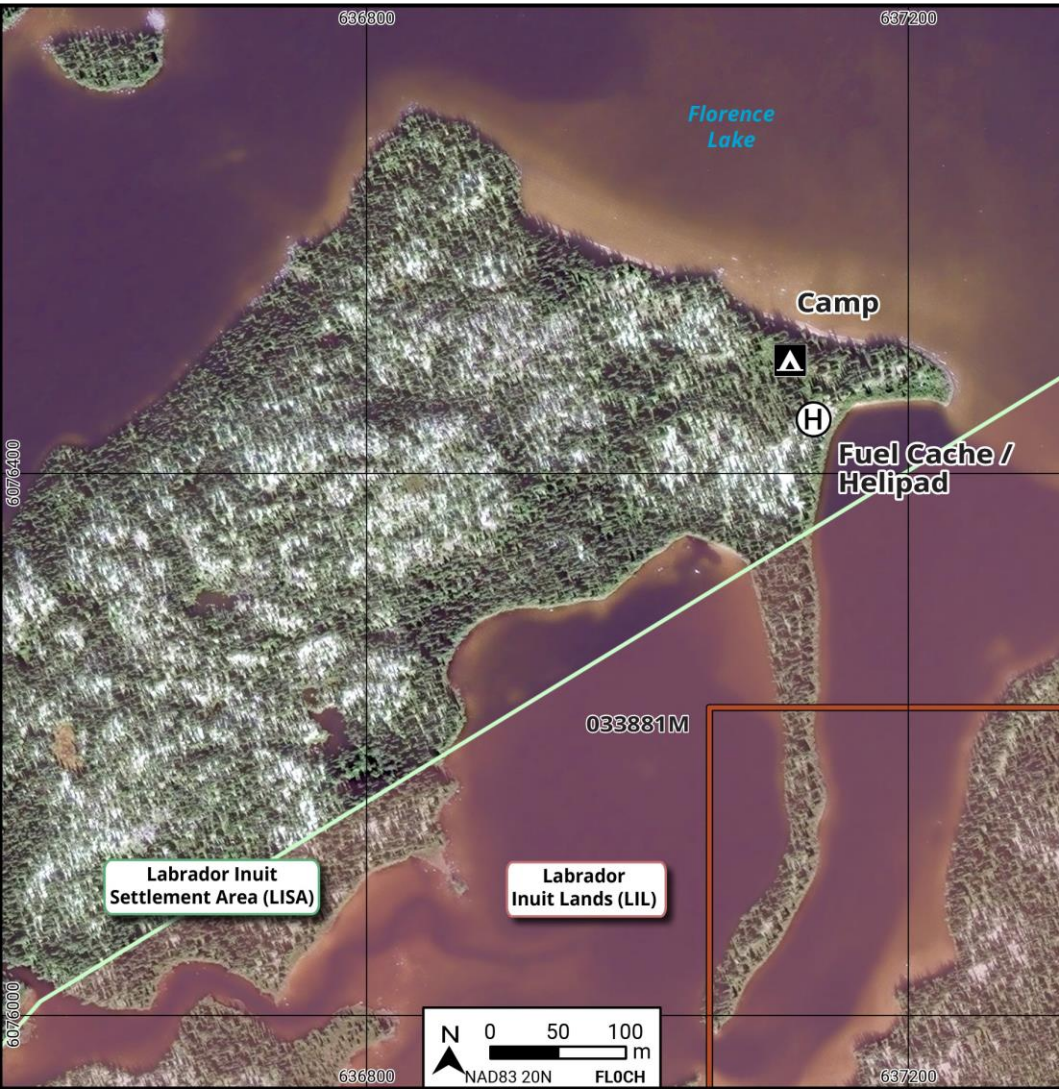 636800
637200
Florence
Lake
Camp
H
6076400
Fuel Cache /
Helipad
033881M
Labrador Inuit
Settlement Area (LISA)
Labrador
Inuit Lands (LIL)
6076000
N
0 50 100
m
NAD83 20N FL0CH
636800
637200